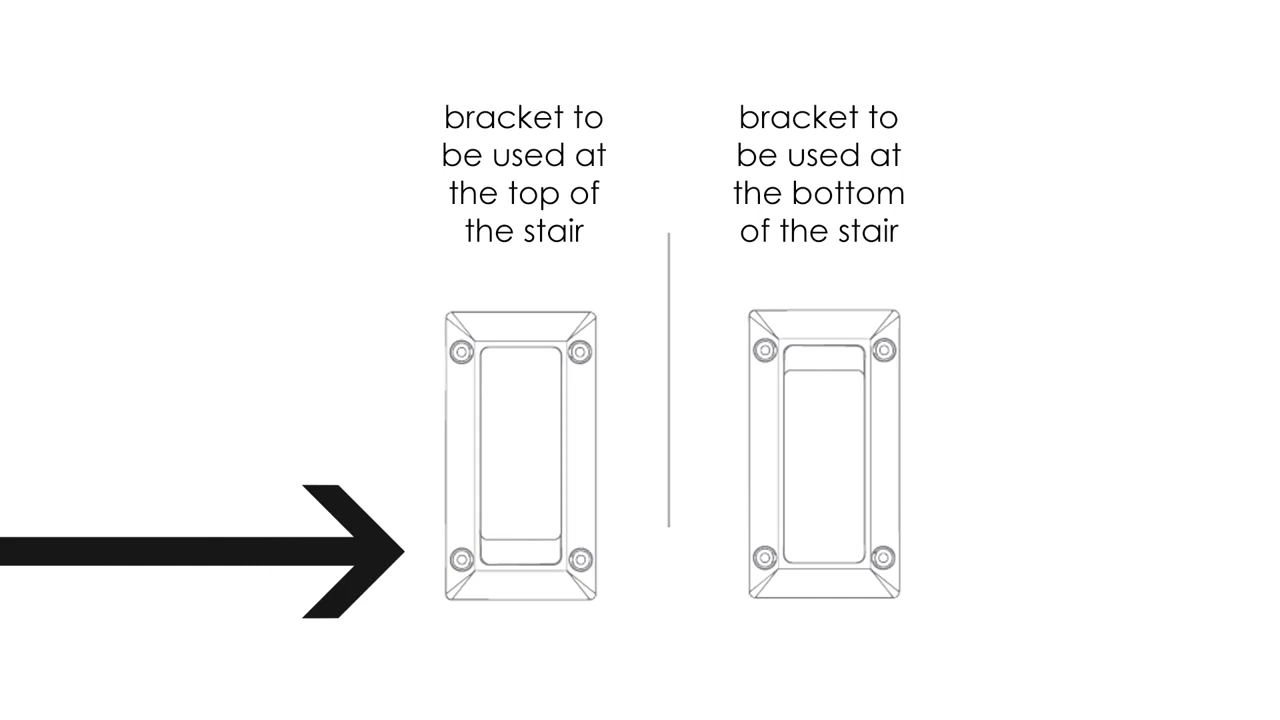 bracket to
be used at
the top of
the stair
bracket to
be used at
the bottom
of the stair